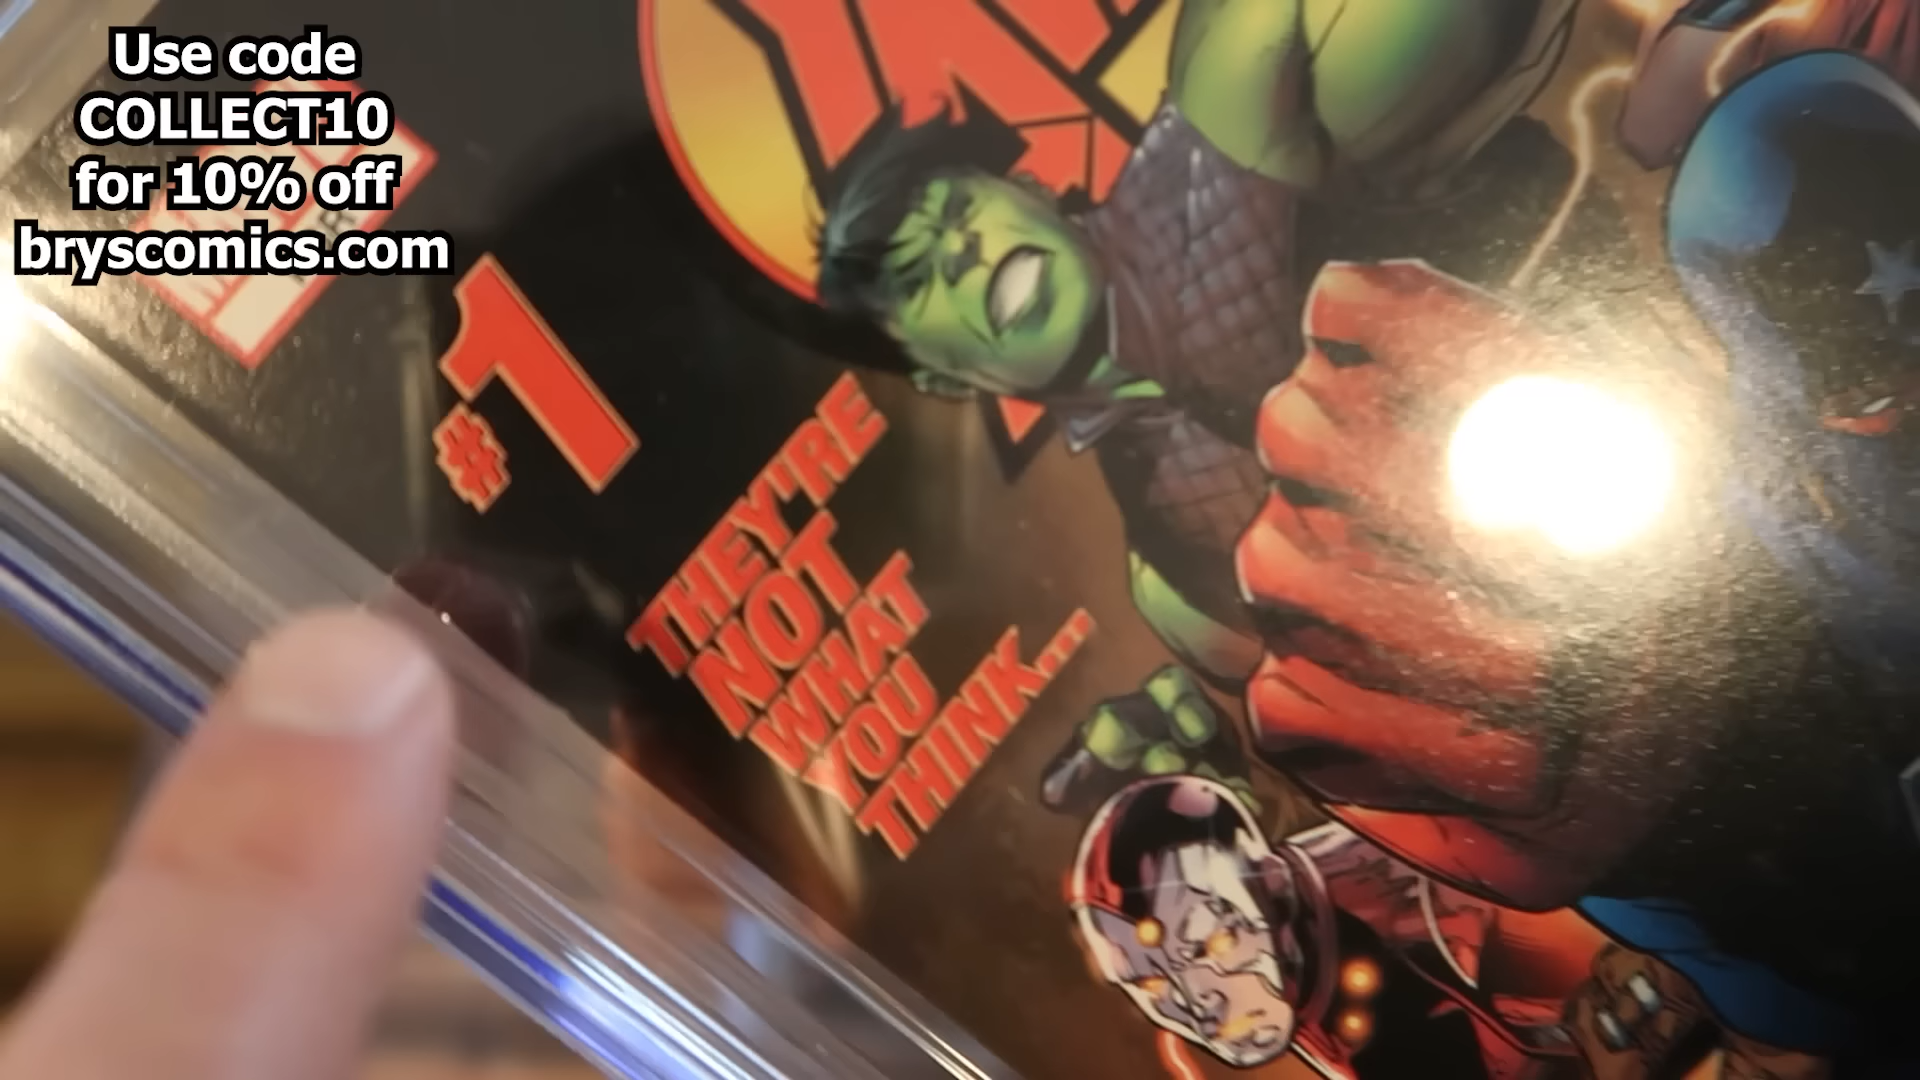 Use code
COLLECT10
for 10% off
bryscomics.com
#1
THEY'RE
NOT
WHAT
YOU
THINK...